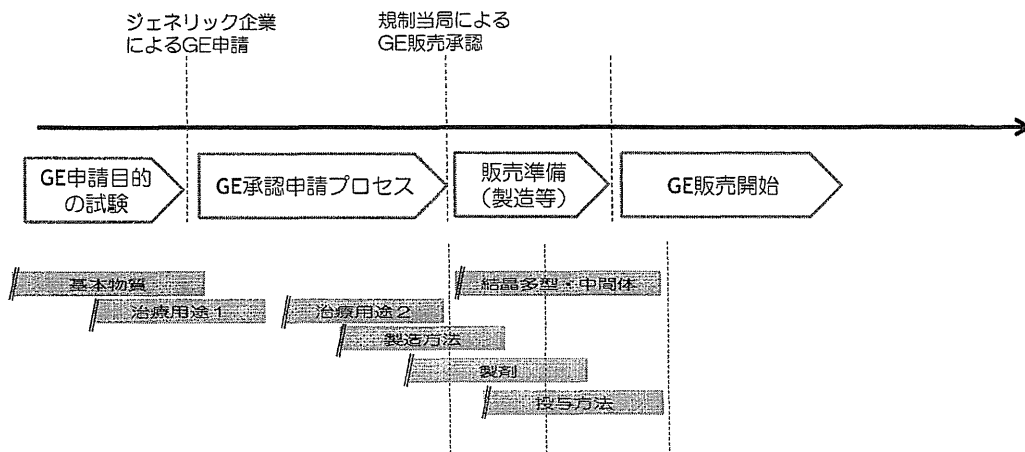 ジェネリック企業
によるGE申請
規制当局による
GE販売承認
GE申請目的
の試験
GE承認申請プロセス
販売準備
(製造等)
GE販売開始
基本物質
結晶多型・中間体
治療用途1
治療用途2
製造方法
製剤
投与方法